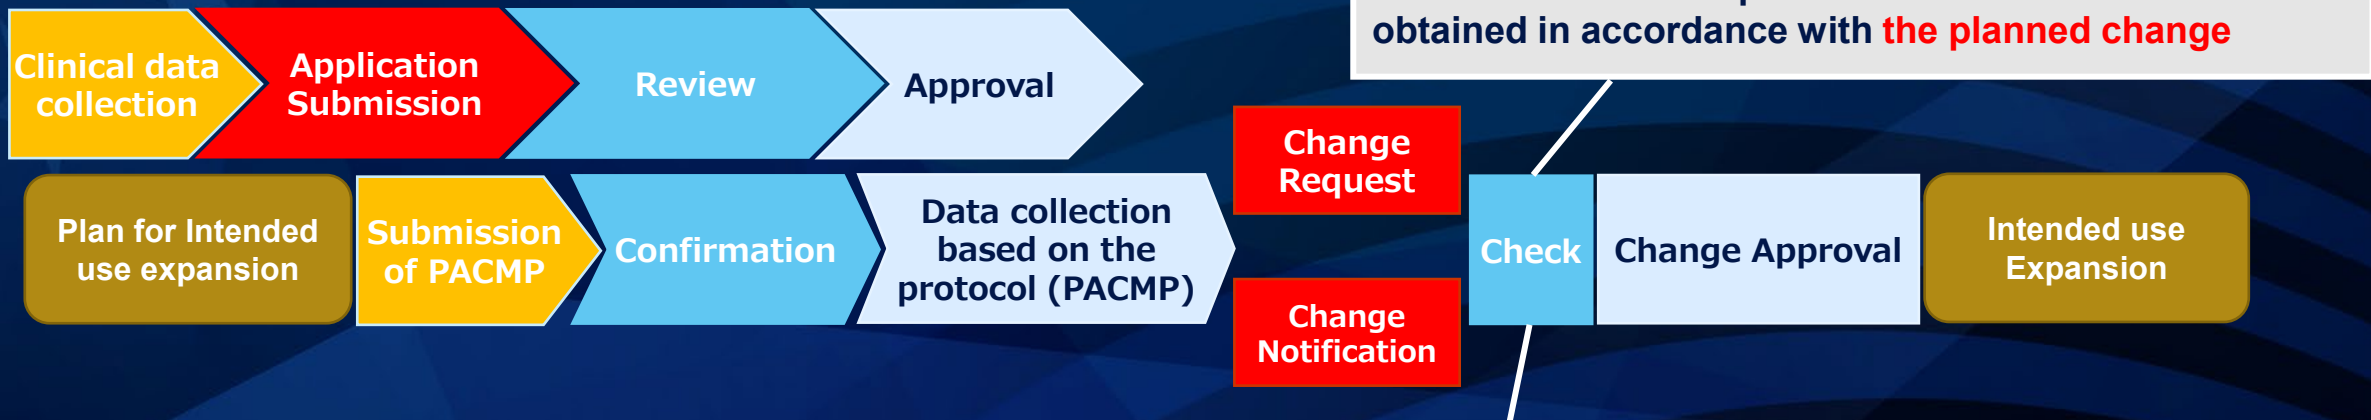 obtained in accordance with the planned change
Clinical data
collection
Application
Submission
Review
Approval
Change
Request
Plan for Intended
use expansion
Submission
of PACMP
Confirmation
Data collection
based on the
protocol (PACMP)
Check
Change Approval
Intended use
Expansion
Change
Notification